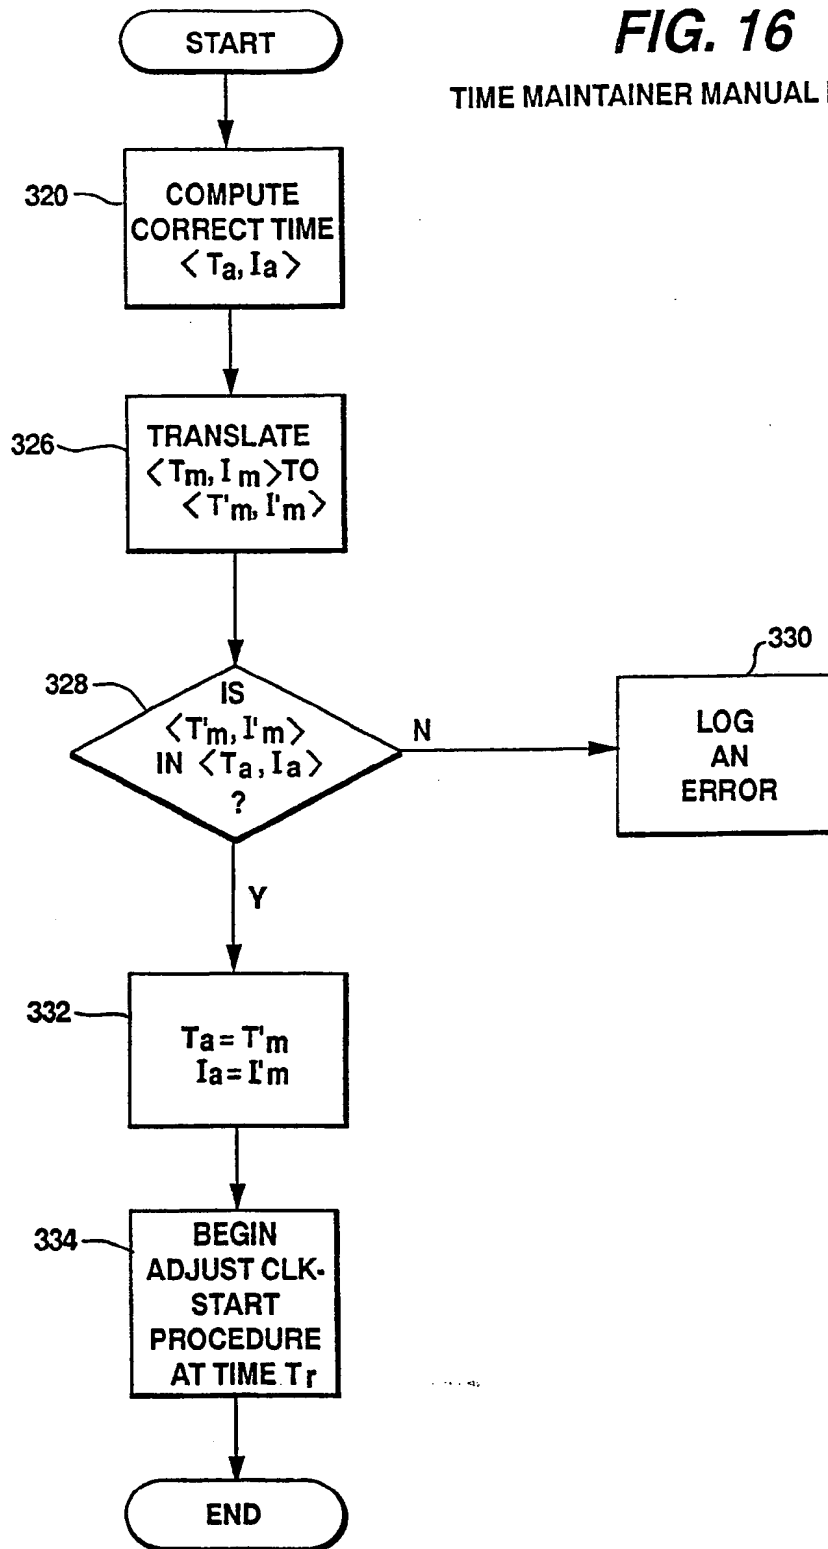 FIG. 16
TIME MAINTAINER MANUAL
START
320
COMPUTE
CORRECT TIME
<Ta, Ia>
326
TRANSLATE
<Tm, Im> TO
<T'm, I'm>
328
IS
<T'm, I'm>
IN <Ta, Ia>
?
N
330
LOG
AN
ERROR
Y
332
Ta = T'm
Ia = I'm
334
BEGIN
ADJUST CLK-
START
PROCEDURE
AT TIME Tr
END